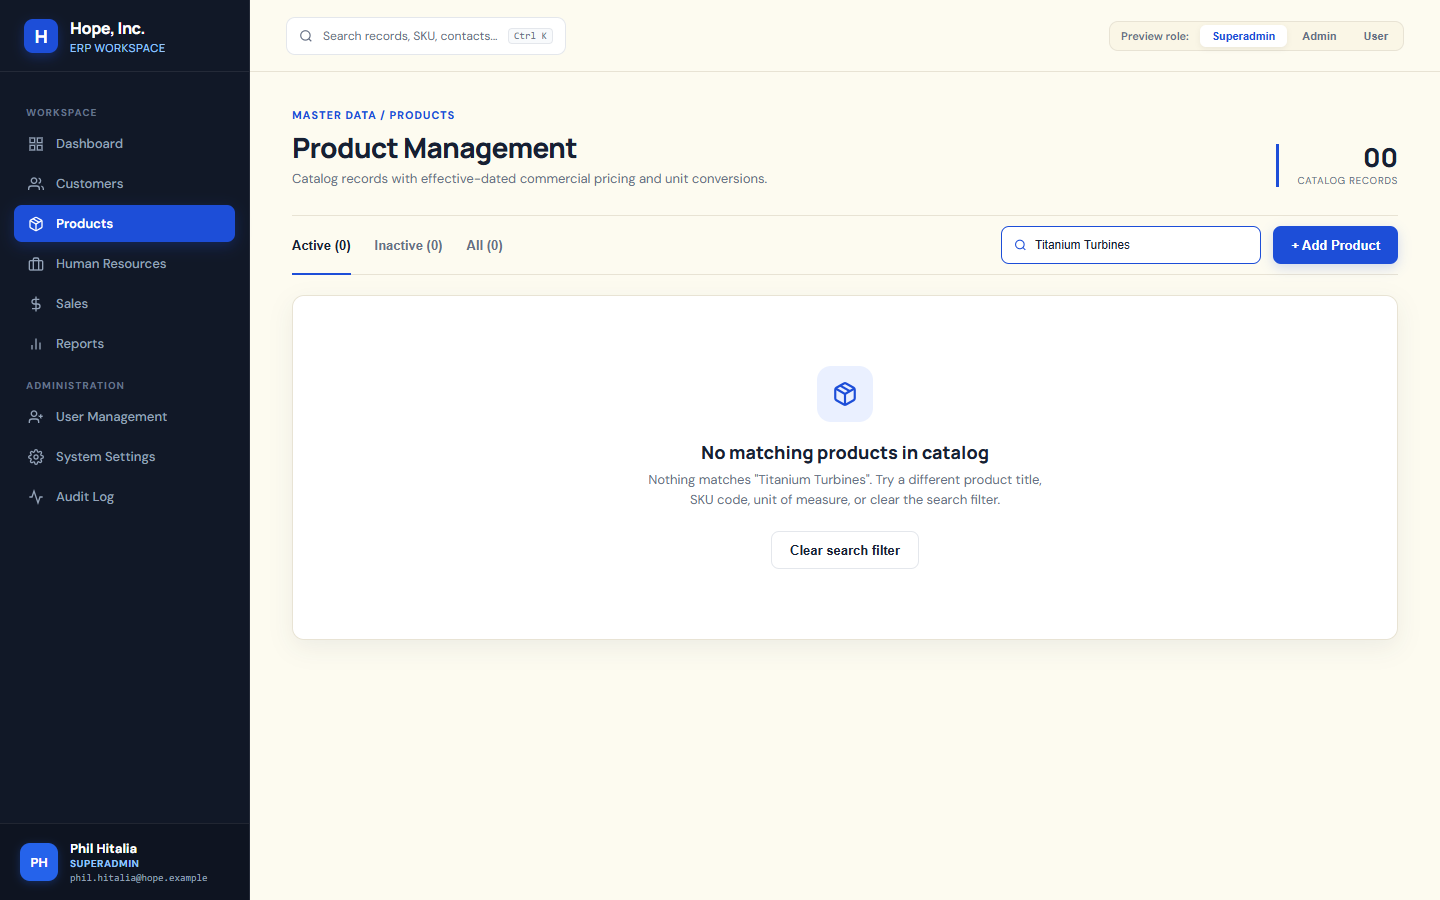 H
Hope, Inc.
ERP WORKSPACE
Search records, SKU, contacts... Ctrl K
Preview role: Superadmin Admin User
WORKSPACE
Dashboard
Customers
Products
Human Resources
Sales
Reports
ADMINISTRATION
User Management
System Settings
Audit Log
PH
Phil Hitalia
SUPERADMIN
phil.hitalia@hope.example
MASTER DATA / PRODUCTS
Product Management
Catalog records with effective-dated commercial pricing and unit conversions.
00
CATALOG RECORDS
Active (0) Inactive (0) All (0)
Titanium Turbines
+ Add Product
No matching products in catalog
Nothing matches "Titanium Turbines". Try a different product title,
SKU code, unit of measure, or clear the search filter.
Clear search filter